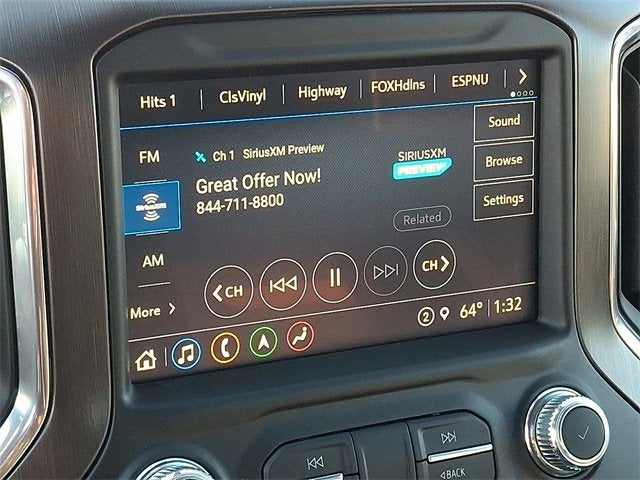 Hits 1
ClsVinyl
Highway
FOXHdlns
ESPNU
FM
SiriusXM
AM
More
Ch 1 SiriusXM Preview
Great Offer Now!
844-711-8800
SIRIUSXM
PREVIEW
Related
Sound
Browse
Settings
CH
CH
2
64° 1:32
BACK